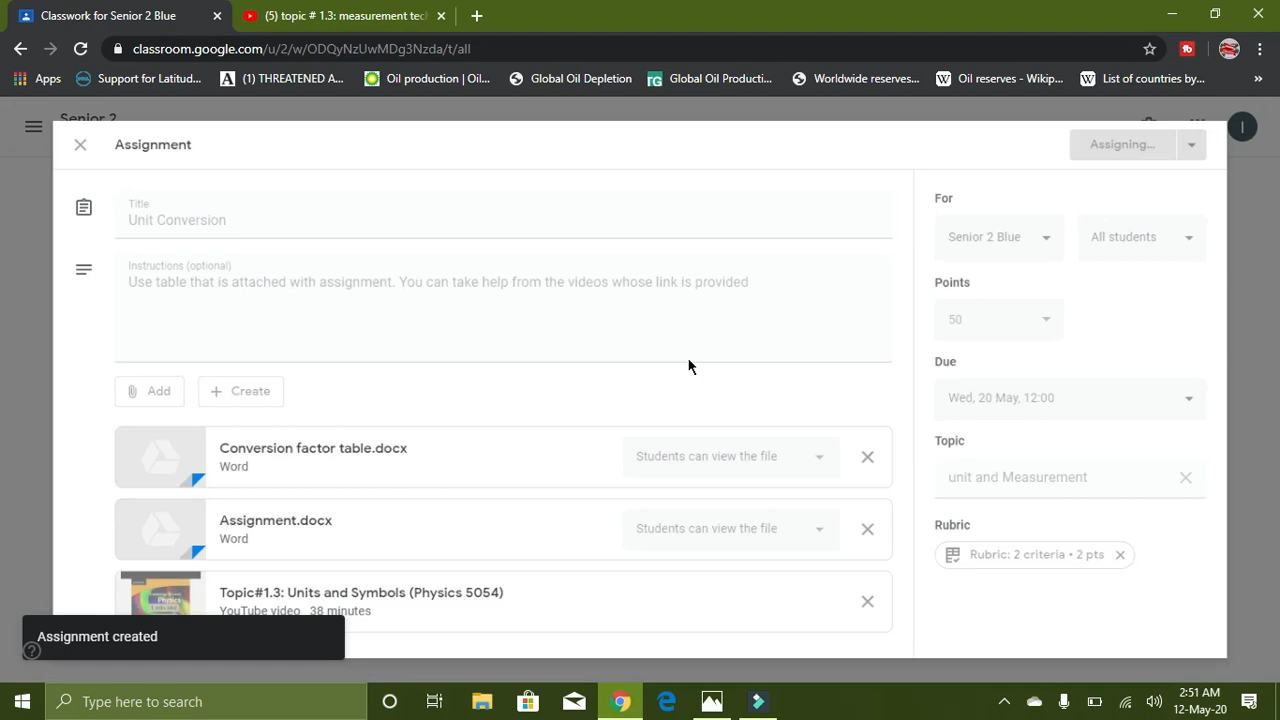 Classwork for Senior 2 Blue
(5) topic # 1.3: measurement tec
classroom.google.com/u/2/w/ODQyNzUwMDg3Nzda/t/all
Apps
Support for Latitud...
(1) THREATENED A...
Oil production | Oil...
Global Oil Depletion
Global Oil Producti...
Worldwide reserves...
Oil reserves - Wikip...
List of countries by...
»
Senior 2
I
Assignment
Assigning...
Title
Unit Conversion
Instructions (optional)
Use table that is attached with assignment. You can take help from the videos whose link is provided
Add
Create
Conversion factor table.docx
Word
Students can view the file
Assignment.docx
Word
Students can view the file
Topic#1.3: Units and Symbols (Physics 5054)
YouTube video 38 minutes
For
Senior 2 Blue
All students
Points
50
Due
Wed, 20 May, 12:00
Topic
unit and Measurement
Rubric
Rubric: 2 criteria • 2 pts
Assignment created
Type here to search
2:51 AM
12-May-20